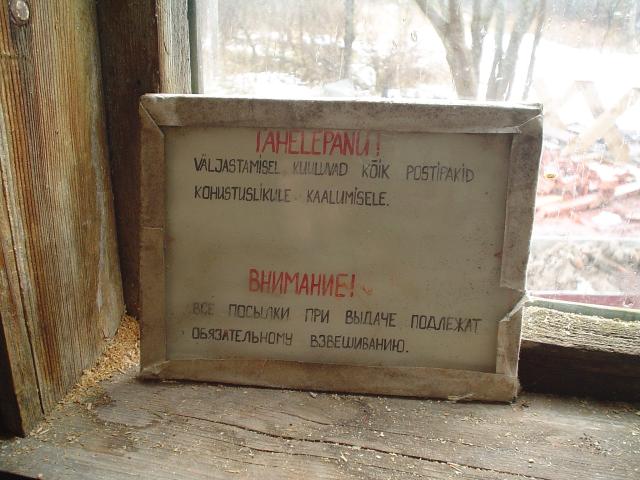 TÄHELEPANU!
VÄLJASTAMISEL KUULUVAD KÕIK POSTIPAKID
KOHUSTUSLIKULE KAALUMISELE.
ВНИМАНИЕ!
ВСЕ ПОСЫЛКИ ПРИ ВЫДАЧЕ ПОДЛЕЖАТ
ОБЯЗАТЕЛЬНОМУ ВЗВЕШИВАНИЮ.